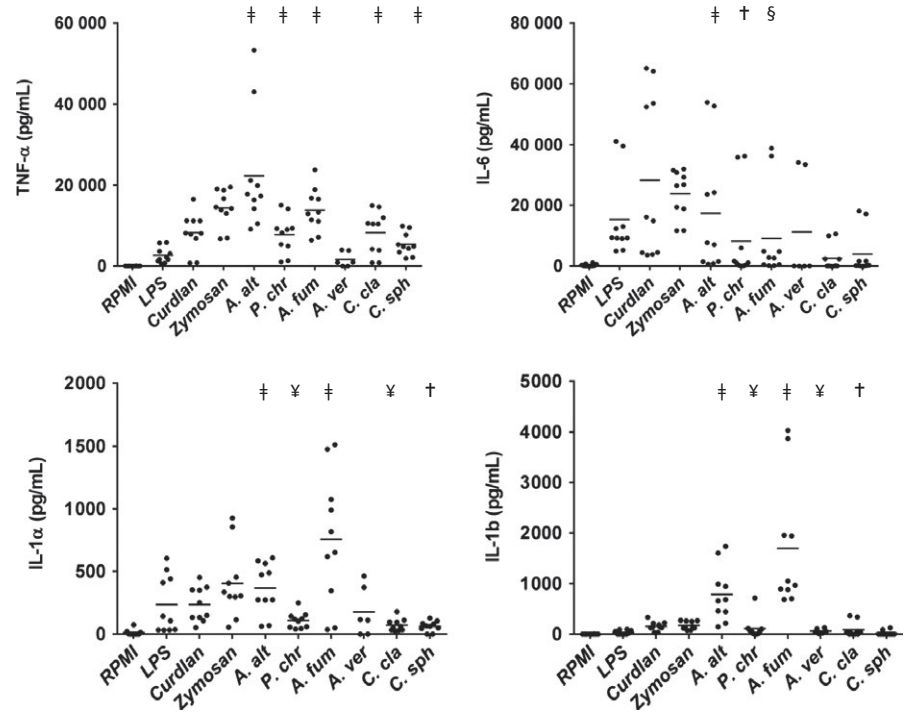 ‡ ‡ ‡ ‡ ‡
60 000
40 000
20 000
0
TNF-α (pg/mL)
RPMI LPS Curdlan Zymosan A. alt P. chr A. fum A. ver C. cla C. sph
‡ † §
80 000
60 000
40 000
20 000
0
IL-6 (pg/mL)
RPMI LPS Curdlan Zymosan A. alt P. chr A. fum A. ver C. cla C. sph
‡ ¥ ‡ ¥ †
2000
1500
1000
500
0
IL-1α (pg/mL)
RPMI LPS Curdlan Zymosan A. alt P. chr A. fum A. ver C. cla C. sph
‡ ¥ ‡ ¥ †
5000
4000
3000
2000
1000
0
IL-1b (pg/mL)
RPMI LPS Curdlan Zymosan A. alt P. chr A. fum A. ver C. cla C. sph